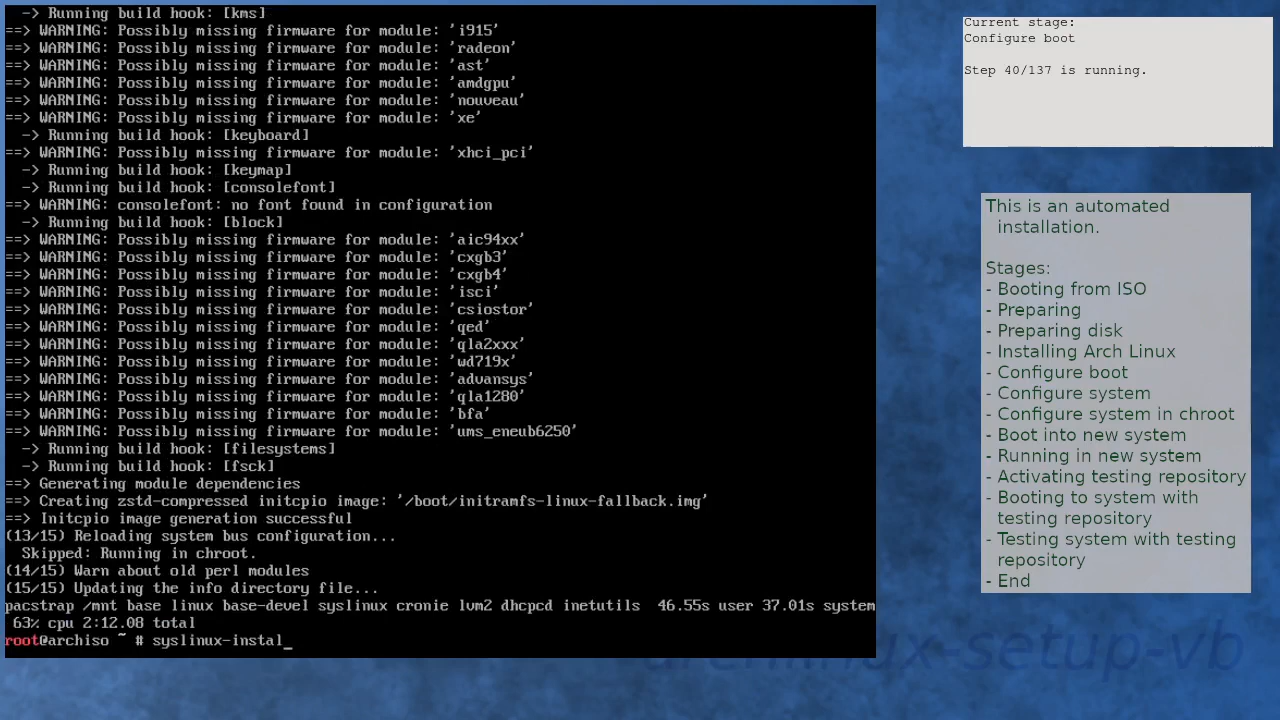 -> Running build hook: [kms]
==> WARNING: Possibly missing firmware for module: 'i915'
==> WARNING: Possibly missing firmware for module: 'radeon'
==> WARNING: Possibly missing firmware for module: 'ast'
==> WARNING: Possibly missing firmware for module: 'amdgpu'
==> WARNING: Possibly missing firmware for module: 'nouveau'
==> WARNING: Possibly missing firmware for module: 'xe'
-> Running build hook: [keyboard]
==> WARNING: Possibly missing firmware for module: 'xhci_pci'
-> Running build hook: [keymap]
-> Running build hook: [consolefont]
==> WARNING: consolefont: no font found in configuration
-> Running build hook: [block]
==> WARNING: Possibly missing firmware for module: 'aic94xx'
==> WARNING: Possibly missing firmware for module: 'cxgb3'
==> WARNING: Possibly missing firmware for module: 'cxgb4'
==> WARNING: Possibly missing firmware for module: 'isci'
==> WARNING: Possibly missing firmware for module: 'csiostor'
==> WARNING: Possibly missing firmware for module: 'qed'
==> WARNING: Possibly missing firmware for module: 'qla2xxx'
==> WARNING: Possibly missing firmware for module: 'wd719x'
==> WARNING: Possibly missing firmware for module: 'advansys'
==> WARNING: Possibly missing firmware for module: 'qla1280'
==> WARNING: Possibly missing firmware for module: 'bfa'
==> WARNING: Possibly missing firmware for module: 'ums_eneub6250'
-> Running build hook: [filesystems]
-> Running build hook: [fsck]
==> Generating module dependencies
==> Creating zstd-compressed initcpio image: '/boot/initramfs-linux-fallback.img'
==> Initcpio image generation successful
(13/15) Reloading system bus configuration...
Skipped: Running in chroot.
(14/15) Warn about old perl modules
(15/15) Updating the info directory file...
pacstrap /mnt base linux base-devel syslinux cronie lvm2 dhcpcd inetutils  46.55s user 37.01s system
63% cpu 2:12.08 total
root@archiso ~ # syslinux-instal_
Current stage:
Configure boot
Step 40/137 is running.
This is an automated
installation.
Stages:
- Booting from ISO
- Preparing
- Preparing disk
- Installing Arch Linux
- Configure boot
- Configure system
- Configure system in chroot
- Boot into new system
- Running in new system
- Activating testing repository
- Booting to system with
testing repository
- Testing system with testing
repository
- End
archlinux-setup-vb